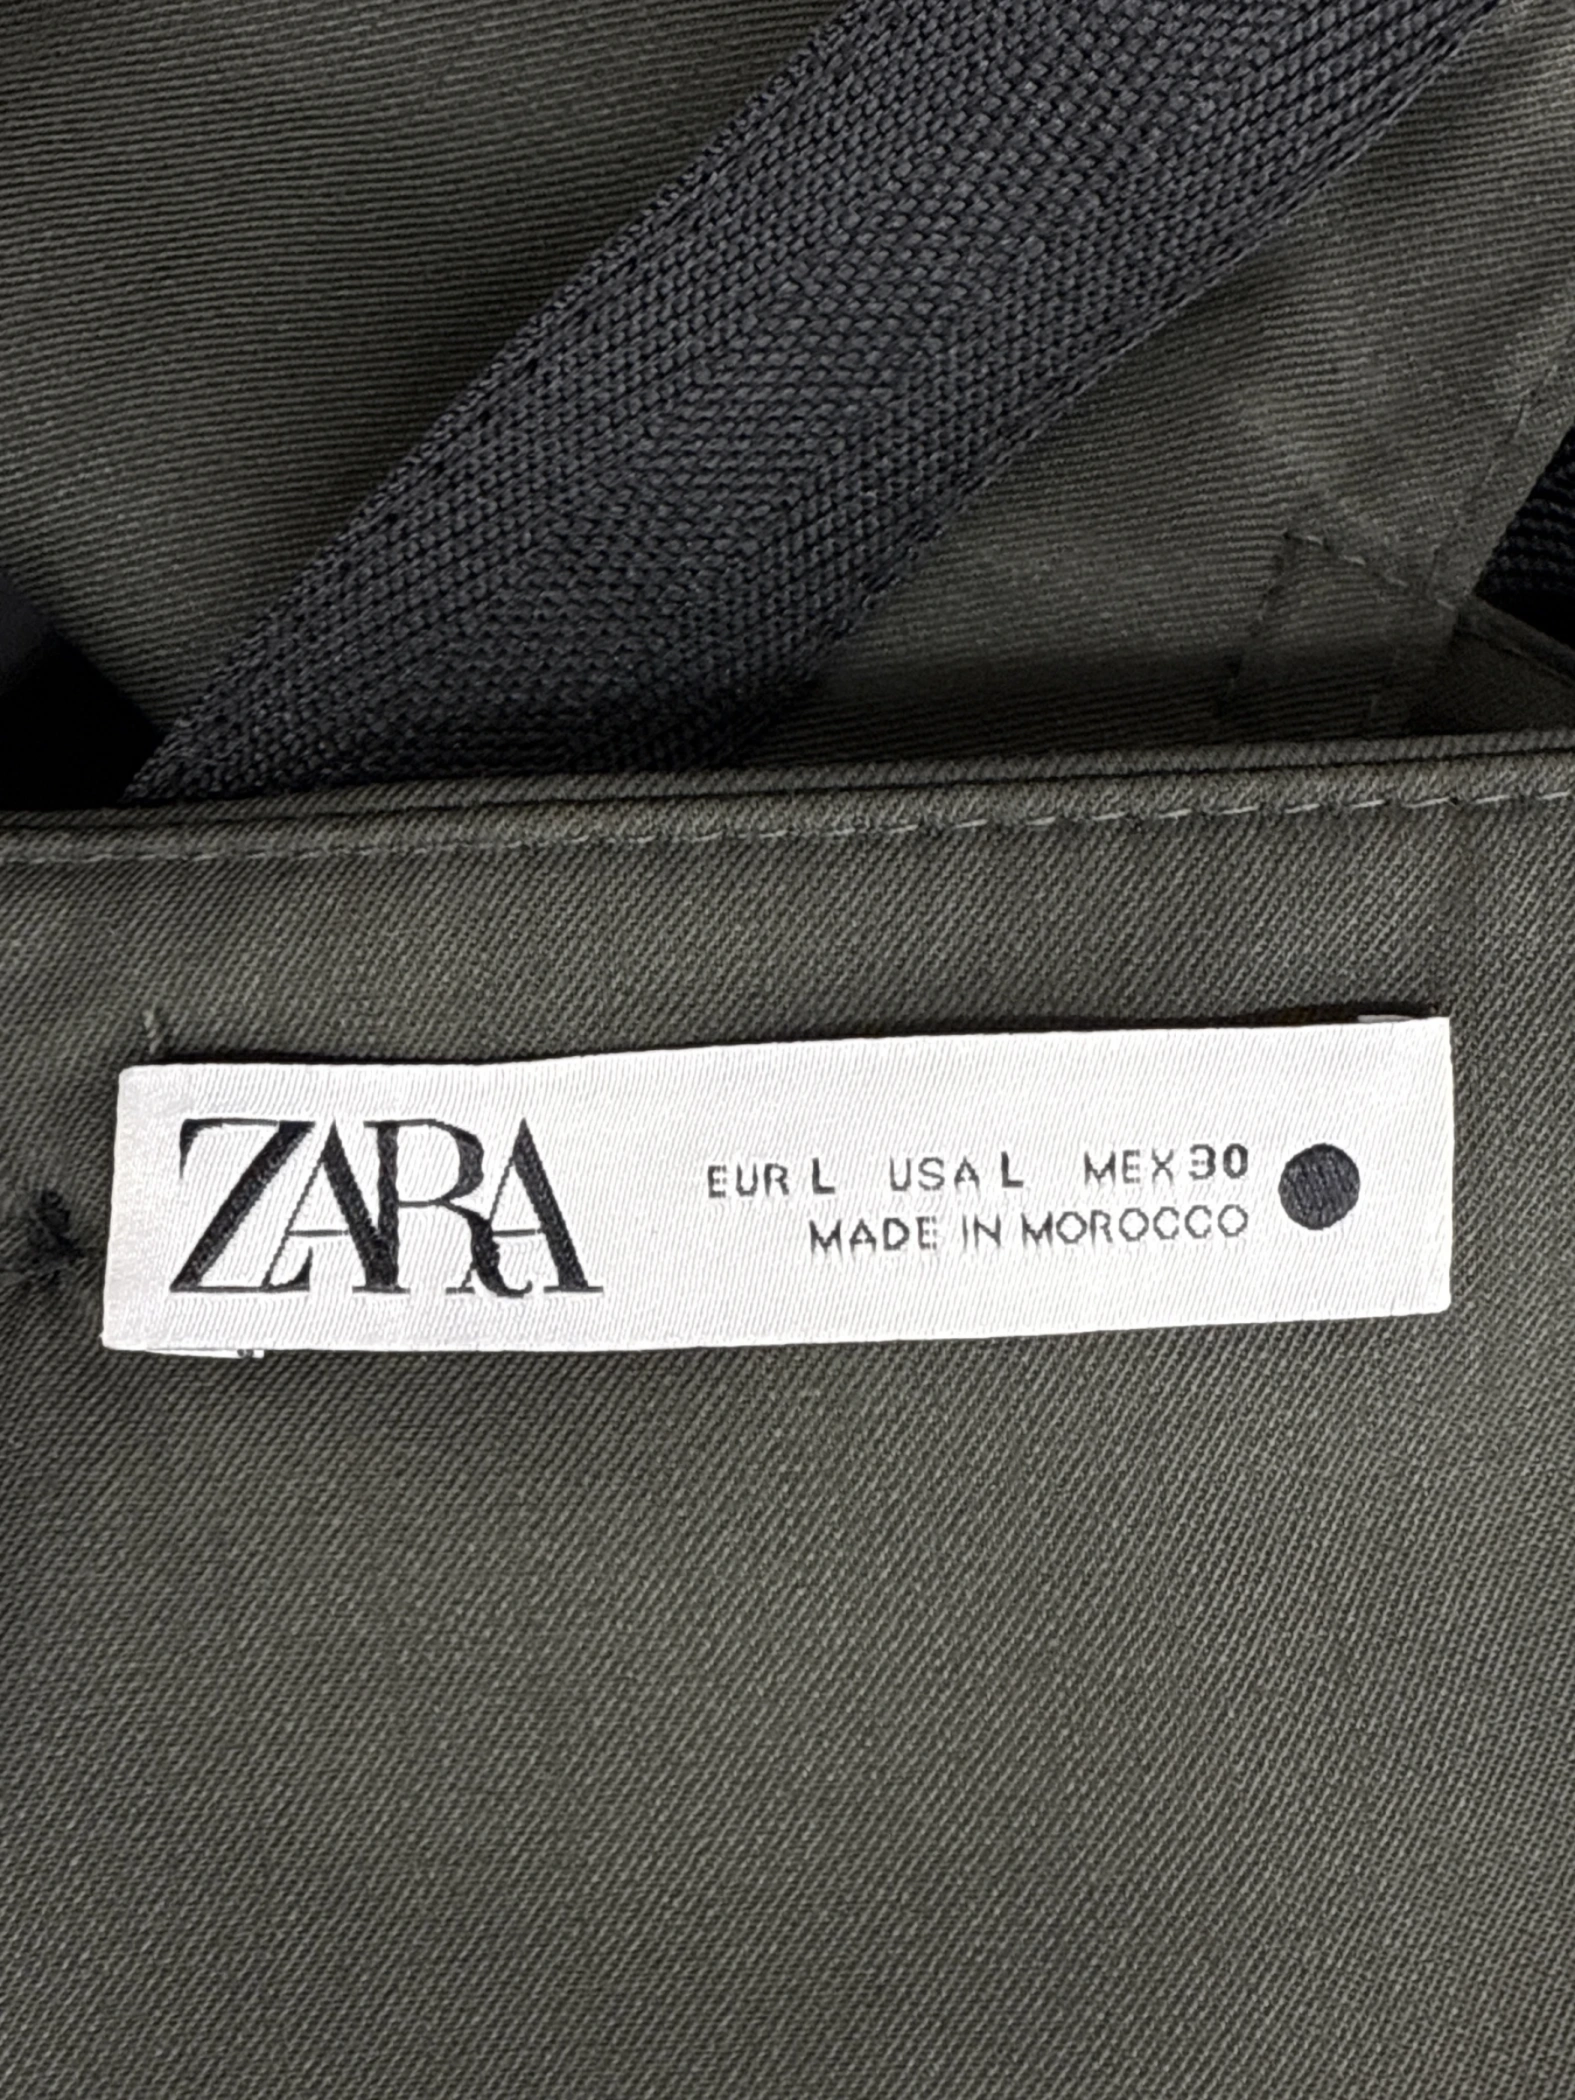 ZARA
EUR L USA L MEX 30
MADE IN MOROCCO